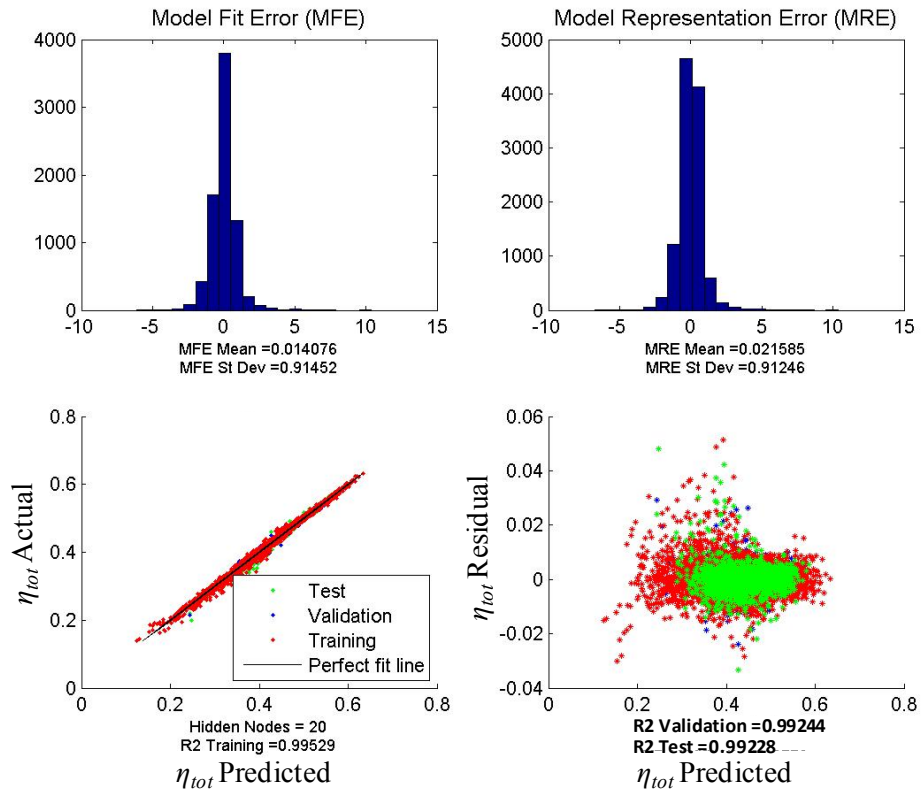 Model Fit Error (MFE)
4000
3000
2000
1000
0
-10 -5 0 5 10 15
MFE Mean =0.014076
MFE St Dev =0.91452
Model Representation Error (MRE)
5000
4000
3000
2000
1000
0
-10 -5 0 5 10 15
MRE Mean =0.021585
MRE St Dev =0.91246
0.8
0.6
0.4
0.2
0
ηtot Actual
Test
Validation
Training
Perfect fit line
0 0.2 0.4 0.6 0.8
Hidden Nodes = 20
R2 Training =0.99529
ηtot Predicted
0.06
0.04
0.02
0
-0.02
-0.04
ηtot Residual
0 0.2 0.4 0.6 0.8
R2 Validation =0.99244
R2 Test =0.99228
ηtot Predicted